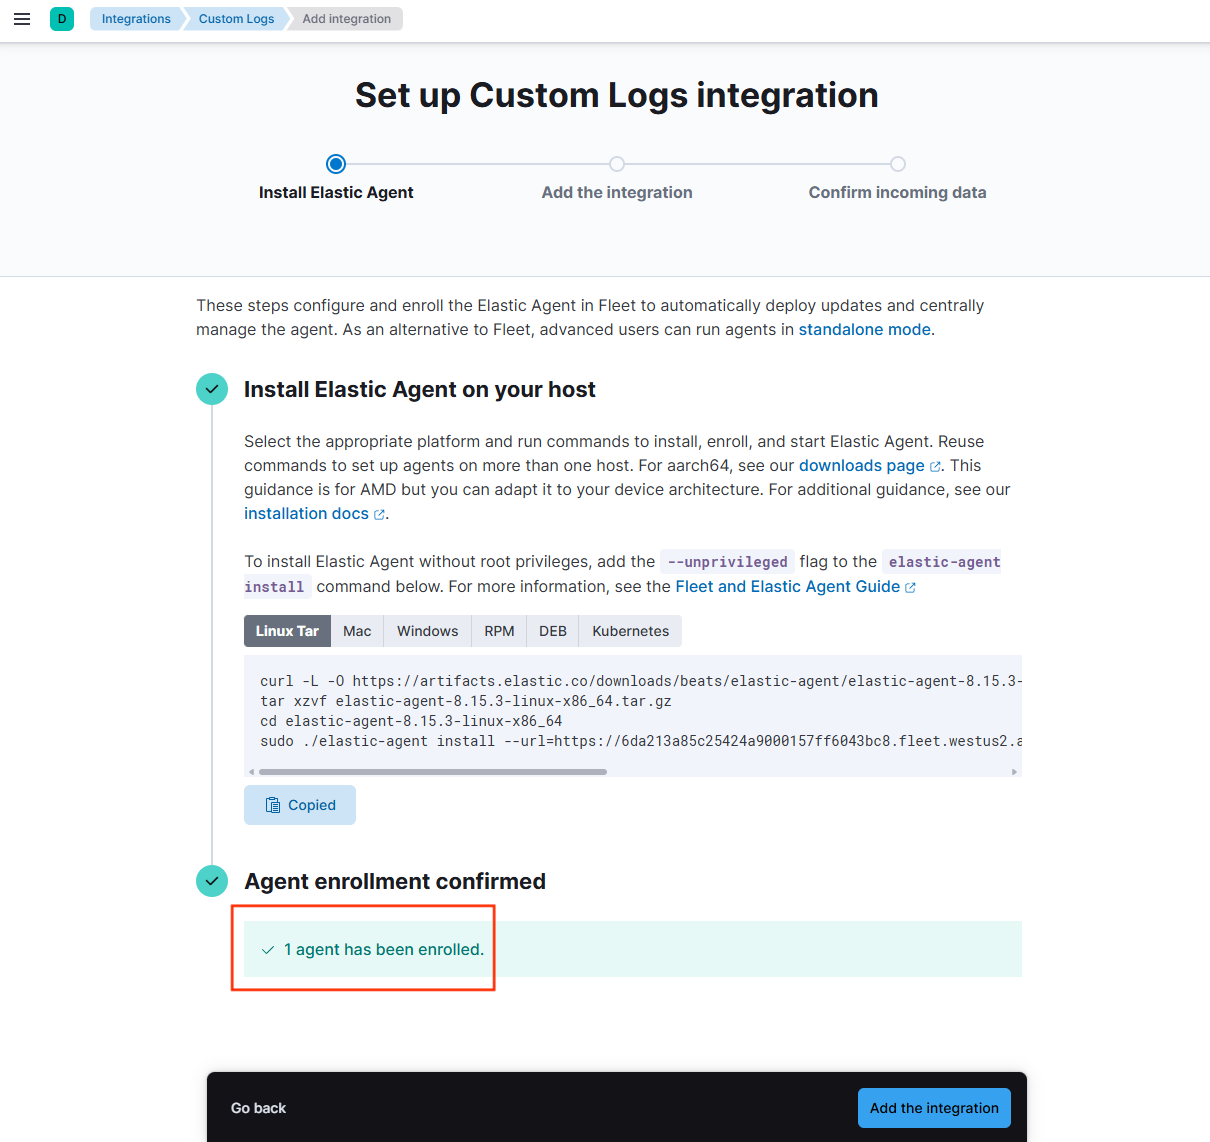 D
Integrations
Custom Logs
Add integration
Set up Custom Logs integration
Install Elastic Agent
Add the integration
Confirm incoming data
These steps configure and enroll the Elastic Agent in Fleet to automatically deploy updates and centrally
manage the agent. As an alternative to Fleet, advanced users can run agents in standalone mode.
Install Elastic Agent on your host
Select the appropriate platform and run commands to install, enroll, and start Elastic Agent. Reuse
commands to set up agents on more than one host. For aarch64, see our downloads page. This
guidance is for AMD but you can adapt it to your device architecture. For additional guidance, see our
installation docs.
To install Elastic Agent without root privileges, add the --unprivileged flag to the elastic-agent
install command below. For more information, see the Fleet and Elastic Agent Guide
Linux Tar
Mac
Windows
RPM
DEB
Kubernetes
curl -L -O https://artifacts.elastic.co/downloads/beats/elastic-agent/elastic-agent-8.15.3-
tar xzvf elastic-agent-8.15.3-linux-x86_64.tar.gz
cd elastic-agent-8.15.3-linux-x86_64
sudo ./elastic-agent install --url=https://6da213a85c25424a9000157ff6043bc8.fleet.westus2.a
Copied
Agent enrollment confirmed
1 agent has been enrolled.
Go back
Add the integration